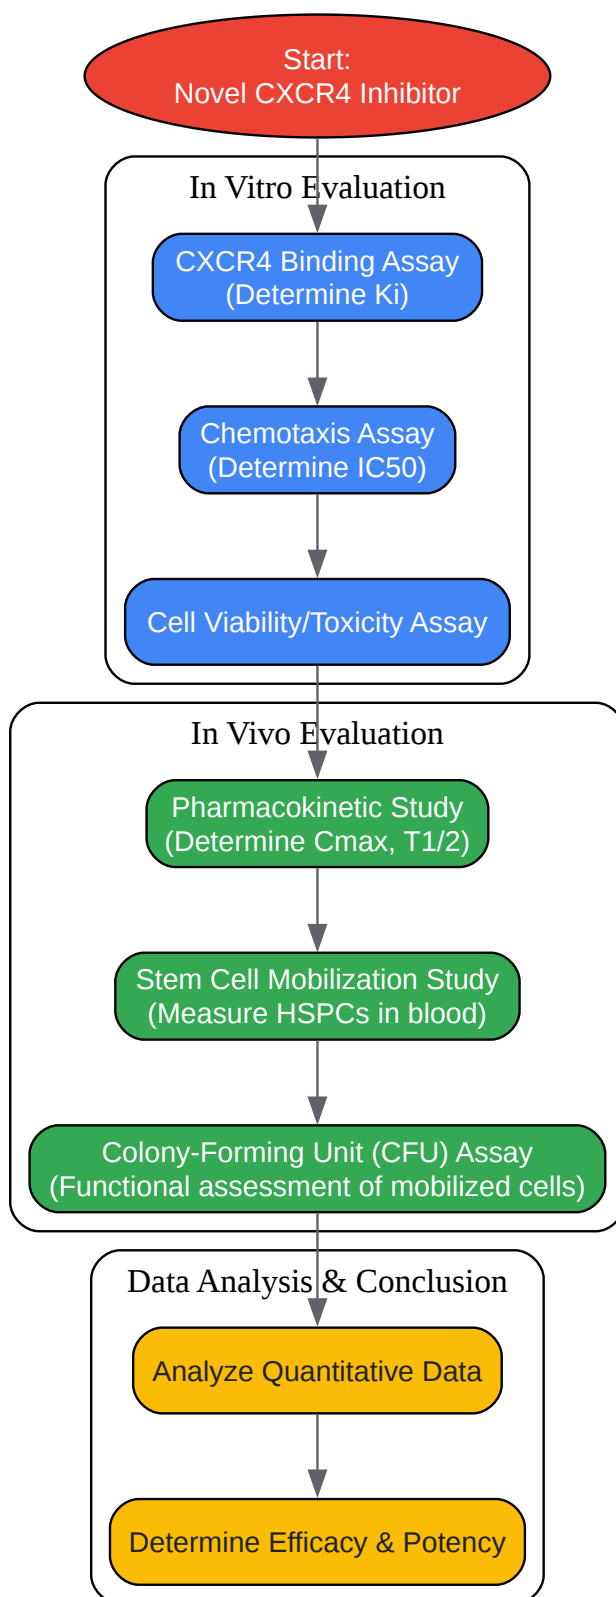 Start:
Novel CXCR4 Inhibitor
In Vitro Evaluation
CXCR4 Binding Assay
(Determine Ki)
Chemotaxis Assay
(Determine IC50)
Cell Viability/Toxicity Assay
In Vivo Evaluation
Pharmacokinetic Study
(Determine Cmax, T1/2)
Stem Cell Mobilization Study
(Measure HSPCs in blood)
Colony-Forming Unit (CFU) Assay
(Functional assessment of mobilized cells)
Data Analysis & Conclusion
Analyze Quantitative Data
Determine Efficacy & Potency